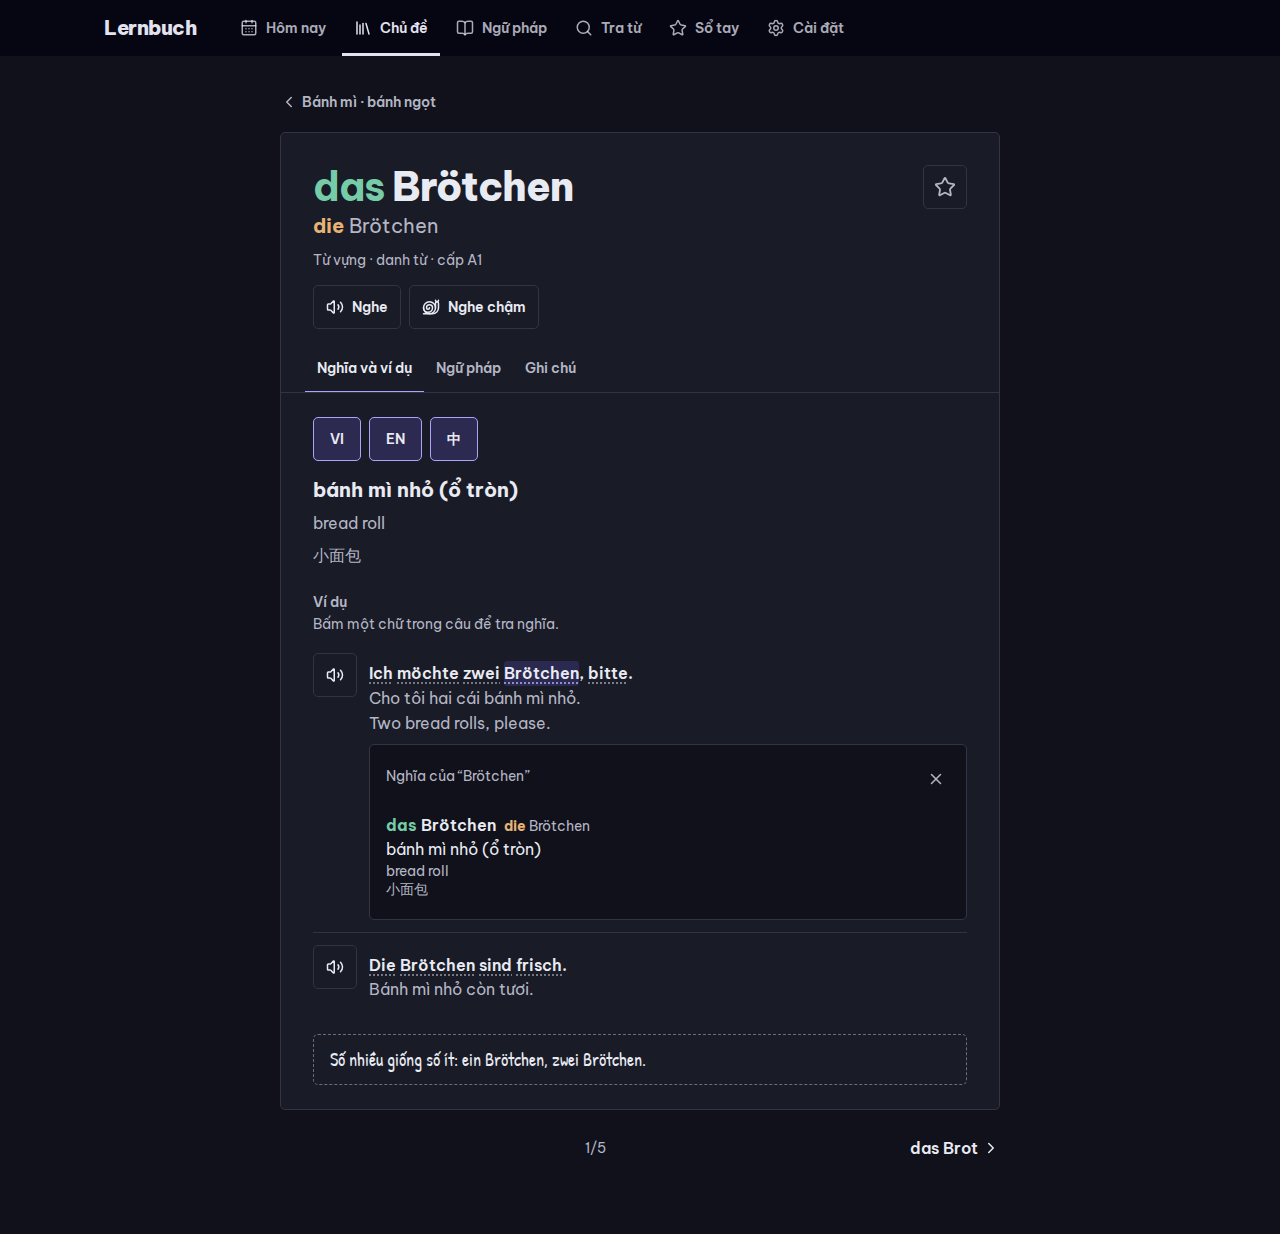 Lernbuch
Hôm nay
Chủ đề
Ngữ pháp
Tra từ
Sổ tay
Cài đặt
Bánh mì · bánh ngọt
das Brötchen
die Brötchen
Từ vựng · danh từ · cấp A1
Nghe
Nghe chậm
Nghĩa và ví dụ
Ngữ pháp
Ghi chú
VI
EN
中
bánh mì nhỏ (ổ tròn)
bread roll
小面包
Ví dụ
Bấm một chữ trong câu để tra nghĩa.
Ich möchte zwei Brötchen, bitte.
Cho tôi hai cái bánh mì nhỏ.
Two bread rolls, please.
Nghĩa của “Brötchen”
das Brötchen die Brötchen
bánh mì nhỏ (ổ tròn)
bread roll
小面包
Die Brötchen sind frisch.
Bánh mì nhỏ còn tươi.
Số nhiều giống số ít: ein Brötchen, zwei Brötchen.
1/5
das Brot